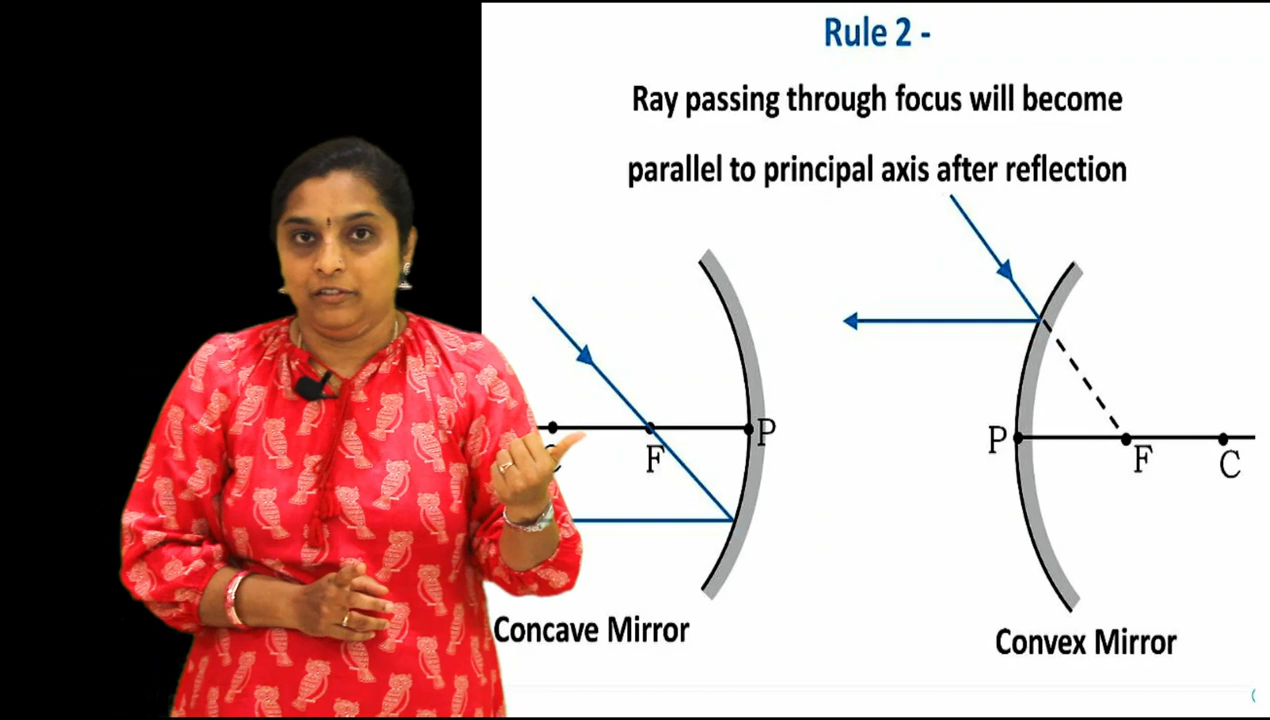 Rule 2 -
Ray passing through focus will become
parallel to principal axis after reflection
P
F
P
F
C
Concave Mirror
Convex Mirror